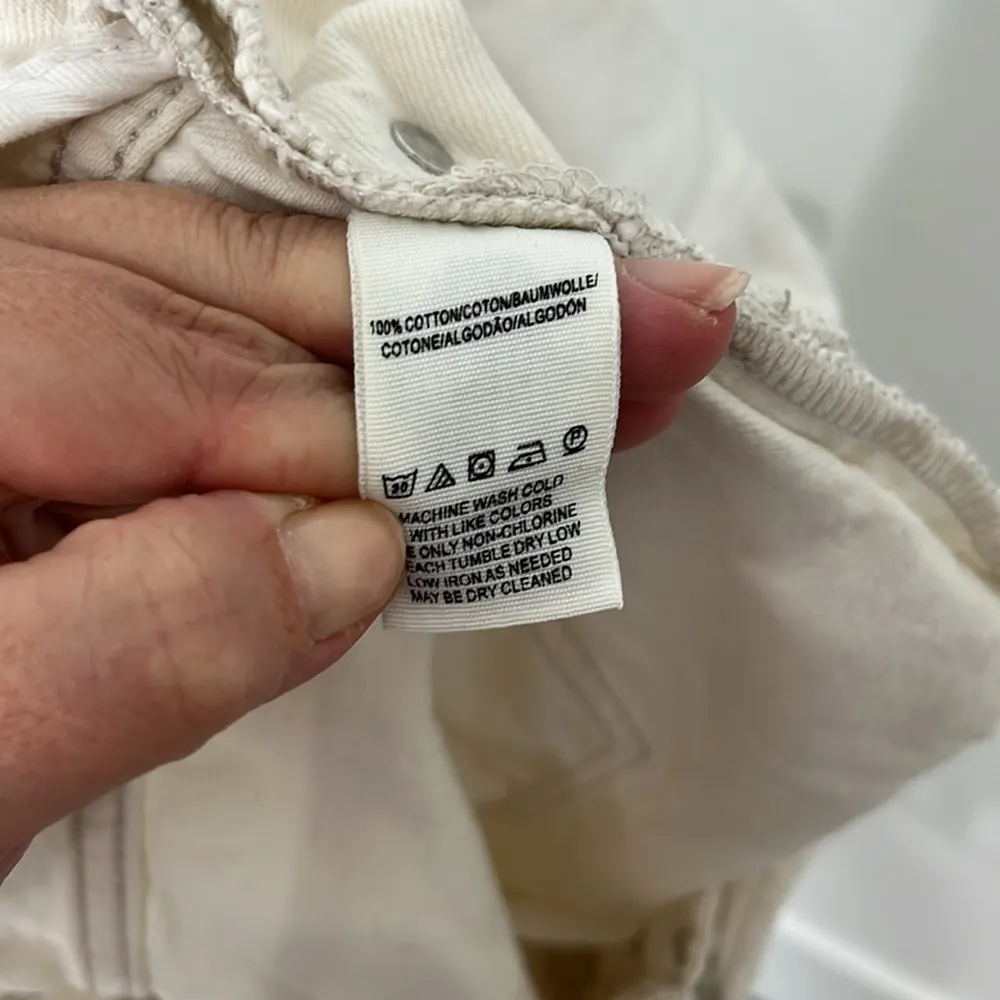 100% COTTON/COTON/BAUMWOLLE/
COTONE/ALGODÃO/ALGODÓN
30 P
MACHINE WASH COLD
WITH LIKE COLORS
ONLY NON-CHLORINE
TUMBLE DRY LOW
LOW IRON AS NEEDED
MAY BE DRY CLEANED